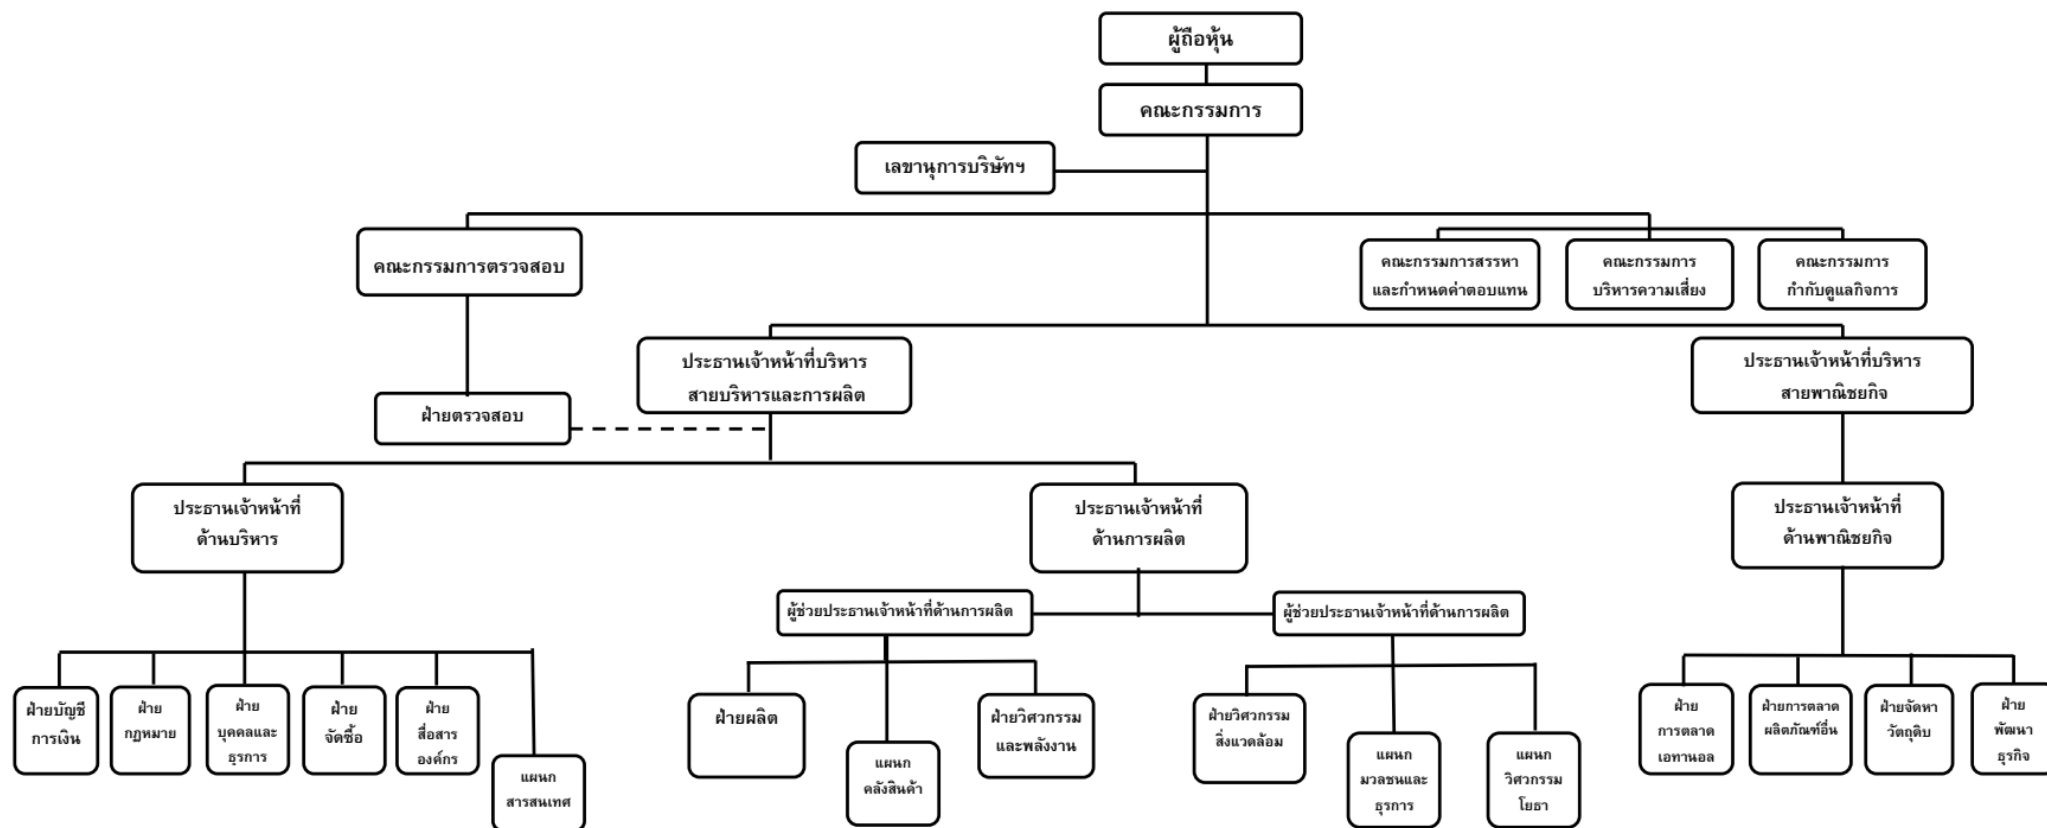 ผู้ถือหุ้น
คณะกรรมการ
เลขานุการบริษัทฯ
คณะกรรมการตรวจสอบ
คณะกรรมการสรรหา
และกำหนดค่าตอบแทน
คณะกรรมการ
บริหารความเสี่ยง
คณะกรรมการ
กำกับดูแลกิจการ
ประธานเจ้าหน้าที่บริหาร
สายบริหารและการผลิต
ประธานเจ้าหน้าที่บริหาร
สายพาณิชยกิจ
ฝ่ายตรวจสอบ
ประธานเจ้าหน้าที่
ด้านบริหาร
ประธานเจ้าหน้าที่
ด้านการผลิต
ประธานเจ้าหน้าที่
ด้านพาณิชยกิจ
ผู้ช่วยประธานเจ้าหน้าที่ด้านการผลิต
ผู้ช่วยประธานเจ้าหน้าที่ด้านการผลิต
ฝ่ายบัญชี
การเงิน
ฝ่าย
กฎหมาย
ฝ่าย
บุคคลและ
ธุรการ
ฝ่าย
จัดซื้อ
ฝ่าย
สื่อสาร
องค์กร
แผนก
สารสนเทศ
ฝ่ายผลิต
แผนก
คลังสินค้า
ฝ่ายวิศวกรรม
และพลังงาน
ฝ่ายวิศวกรรม
สิ่งแวดล้อม
แผนก
มวลชนและ
ธุรการ
แผนก
วิศวกรรม
โยธา
ฝ่าย
การตลาด
เอทานอล
ฝ่ายการตลาด
ผลิตภัณฑ์อื่น
ฝ่ายจัดหา
วัตถุดิบ
ฝ่าย
พัฒนา
ธุรกิจ